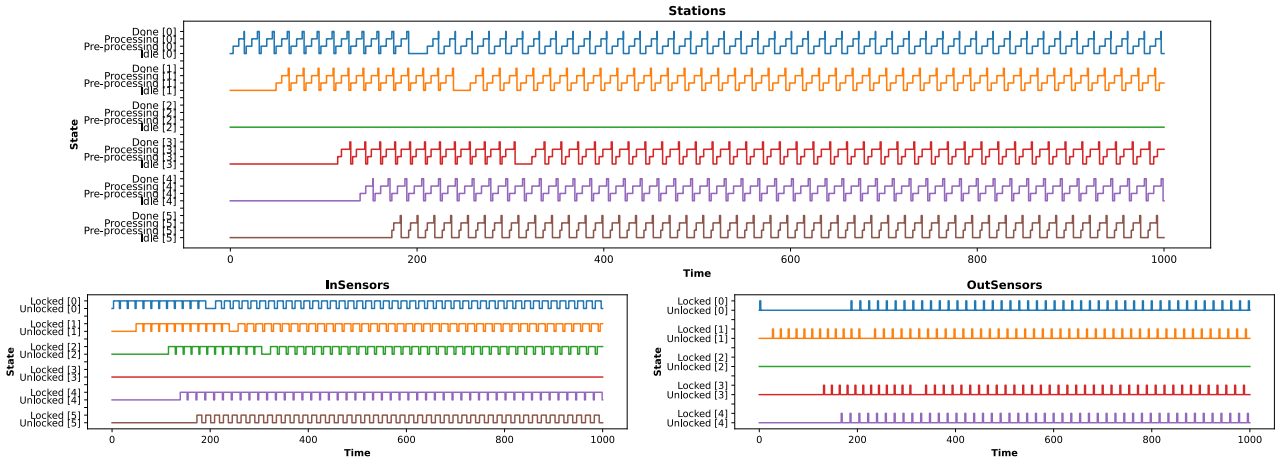 Stations
State
Done [0]
Processing [0]
Pre-processing [0]
Idle [0]
Done [1]
Processing [1]
Pre-processing [1]
Idle [1]
Done [2]
Processing [2]
Pre-processing [2]
Idle [2]
Done [3]
Processing [3]
Pre-processing [3]
Idle [3]
Done [4]
Processing [4]
Pre-processing [4]
Idle [4]
Done [5]
Processing [5]
Pre-processing [5]
Idle [5]
0 200 400 600 800 1000
Time
InSensors
State
Locked [0]
Unlocked [0]
Locked [1]
Unlocked [1]
Locked [2]
Unlocked [2]
Locked [3]
Unlocked [3]
Locked [4]
Unlocked [4]
Locked [5]
Unlocked [5]
0 200 400 600 800 1000
Time
OutSensors
State
Locked [0]
Unlocked [0]
Locked [1]
Unlocked [1]
Locked [2]
Unlocked [2]
Locked [3]
Unlocked [3]
Locked [4]
Unlocked [4]
0 200 400 600 800 1000
Time